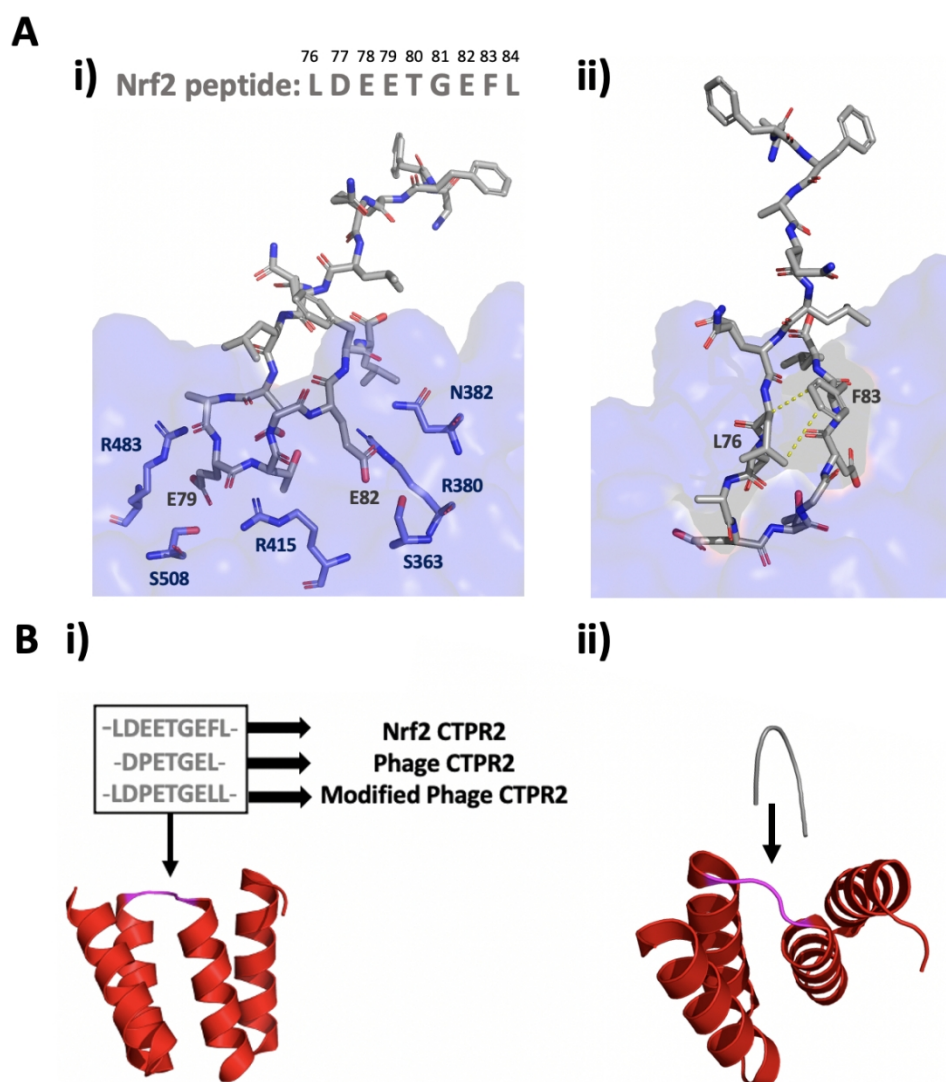 A
i)
76 77 78 79 80 81 82 83 84
Nrf2 peptide: L D E E T G E F L
ii)
N382
R483
E79
E82
R380
R415
S508
S363
F83
L76
B i)
ii)
-LDEETGEFL-
Nrf2 CTPR2
-DPETGEL-
Phage CTPR2
-LDPETGELL-
Modified Phage CTPR2